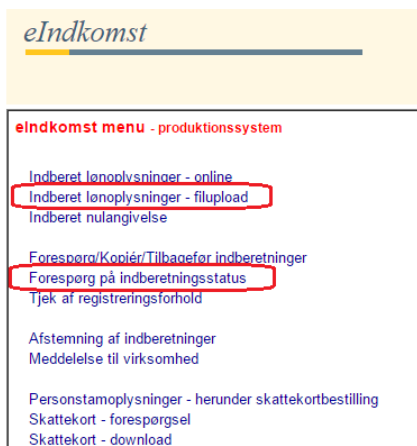 eIndkomst
eIndkomst menu - produktionssystem
Indberet lønoplysninger - online
Indberet lønoplysninger - filupload
Indberet nulangivelse
Forespørg/Kopiér/Tilbagefør indberetninger
Forespørg på indberetningsstatus
Tjek af registreringsforhold
Afstemning af indberetninger
Meddelelse til virksomhed
Personstamoplysninger - herunder skattekortbestilling
Skattekort - forespørgsel
Skattekort - download